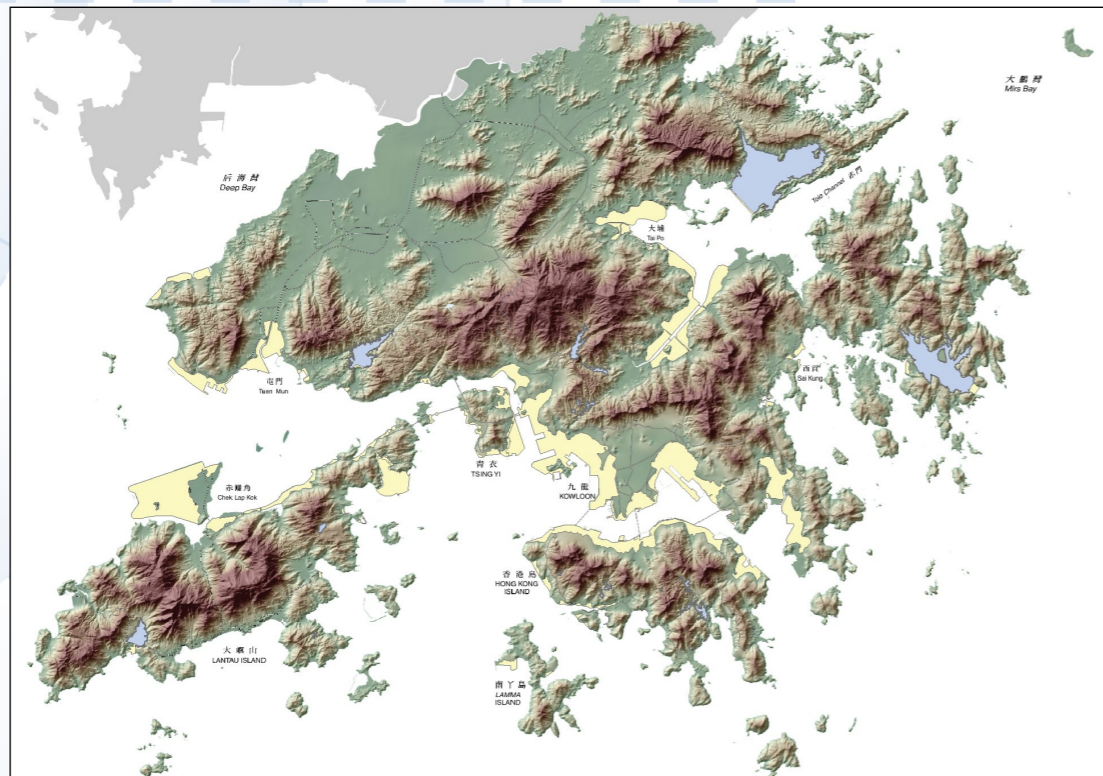 大鵬灣
Mirs Bay
后海灣
Deep Bay
Tolo Channel 赤門
大埔
Tai Po
西貢
Sai Kung
屯門
Tuen Mun
青衣
TSING YI
赤鱲角
Chek Lap Kok
九龍
KOWLOON
香港島
HONG KONG
ISLAND
大嶼山
LANTAU ISLAND
南丫島
LAMMA
ISLAND